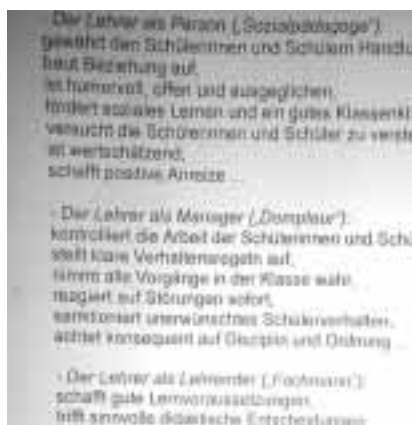 - Der Lehrer als Person („Sozialpädagoge“):
gewährt den Schülerinnen und Schülern Handlu
baut Beziehung auf,
ist humorvoll, offen und ausgeglichen,
fördert soziales Lernen und ein gutes Klassenkl
versucht die Schülerinnen und Schüler zu verste
ist wertschätzend,
schafft positive Anreize ...
- Der Lehrer als Manager („Dompteur“):
kontrolliert die Arbeit der Schülerinnen und Schü
stellt klare Verhaltensregeln auf,
nimmt alle Vorgänge in der Klasse wahr,
reagiert auf Störungen sofort,
sanktioniert unerwünschtes Schülerverhalten,
achtet konsequent auf Disziplin und Ordnung ...
- Der Lehrer als Lehrender („Fachmann“):
schafft gute Lernvoraussetzungen,
trifft sinnvolle didaktische Entscheidungen